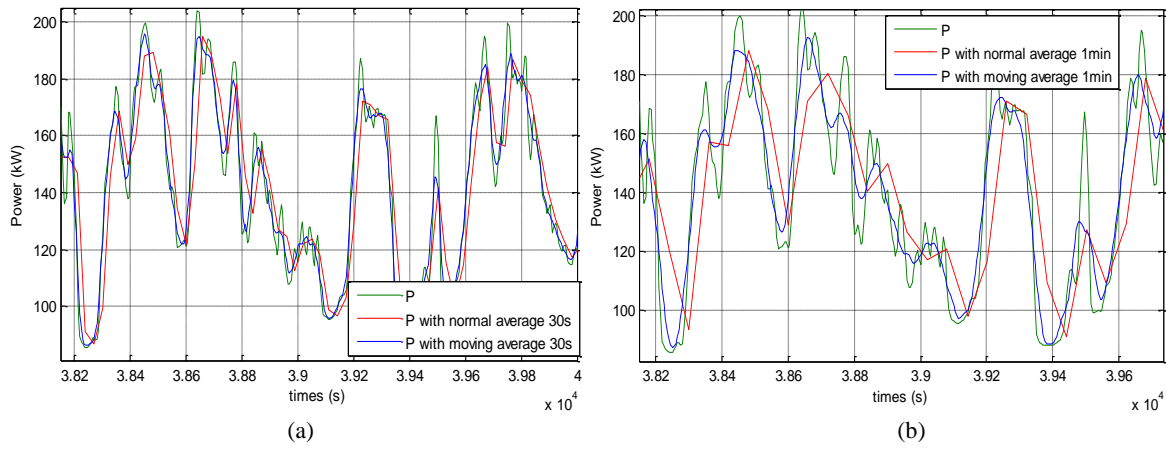 200
180
160
140
120
100
Power (kW)
P
P with normal average 30s
P with moving average 30s
3.82 3.84 3.86 3.88 3.9 3.92 3.94 3.96 3.98 4
times (s)
x 10^4
(a)
200
180
160
140
120
100
Power (kW)
P
P with normal average 1min
P with moving average 1min
3.82 3.84 3.86 3.88 3.9 3.92 3.94 3.96
times (s)
x 10^4
(b)